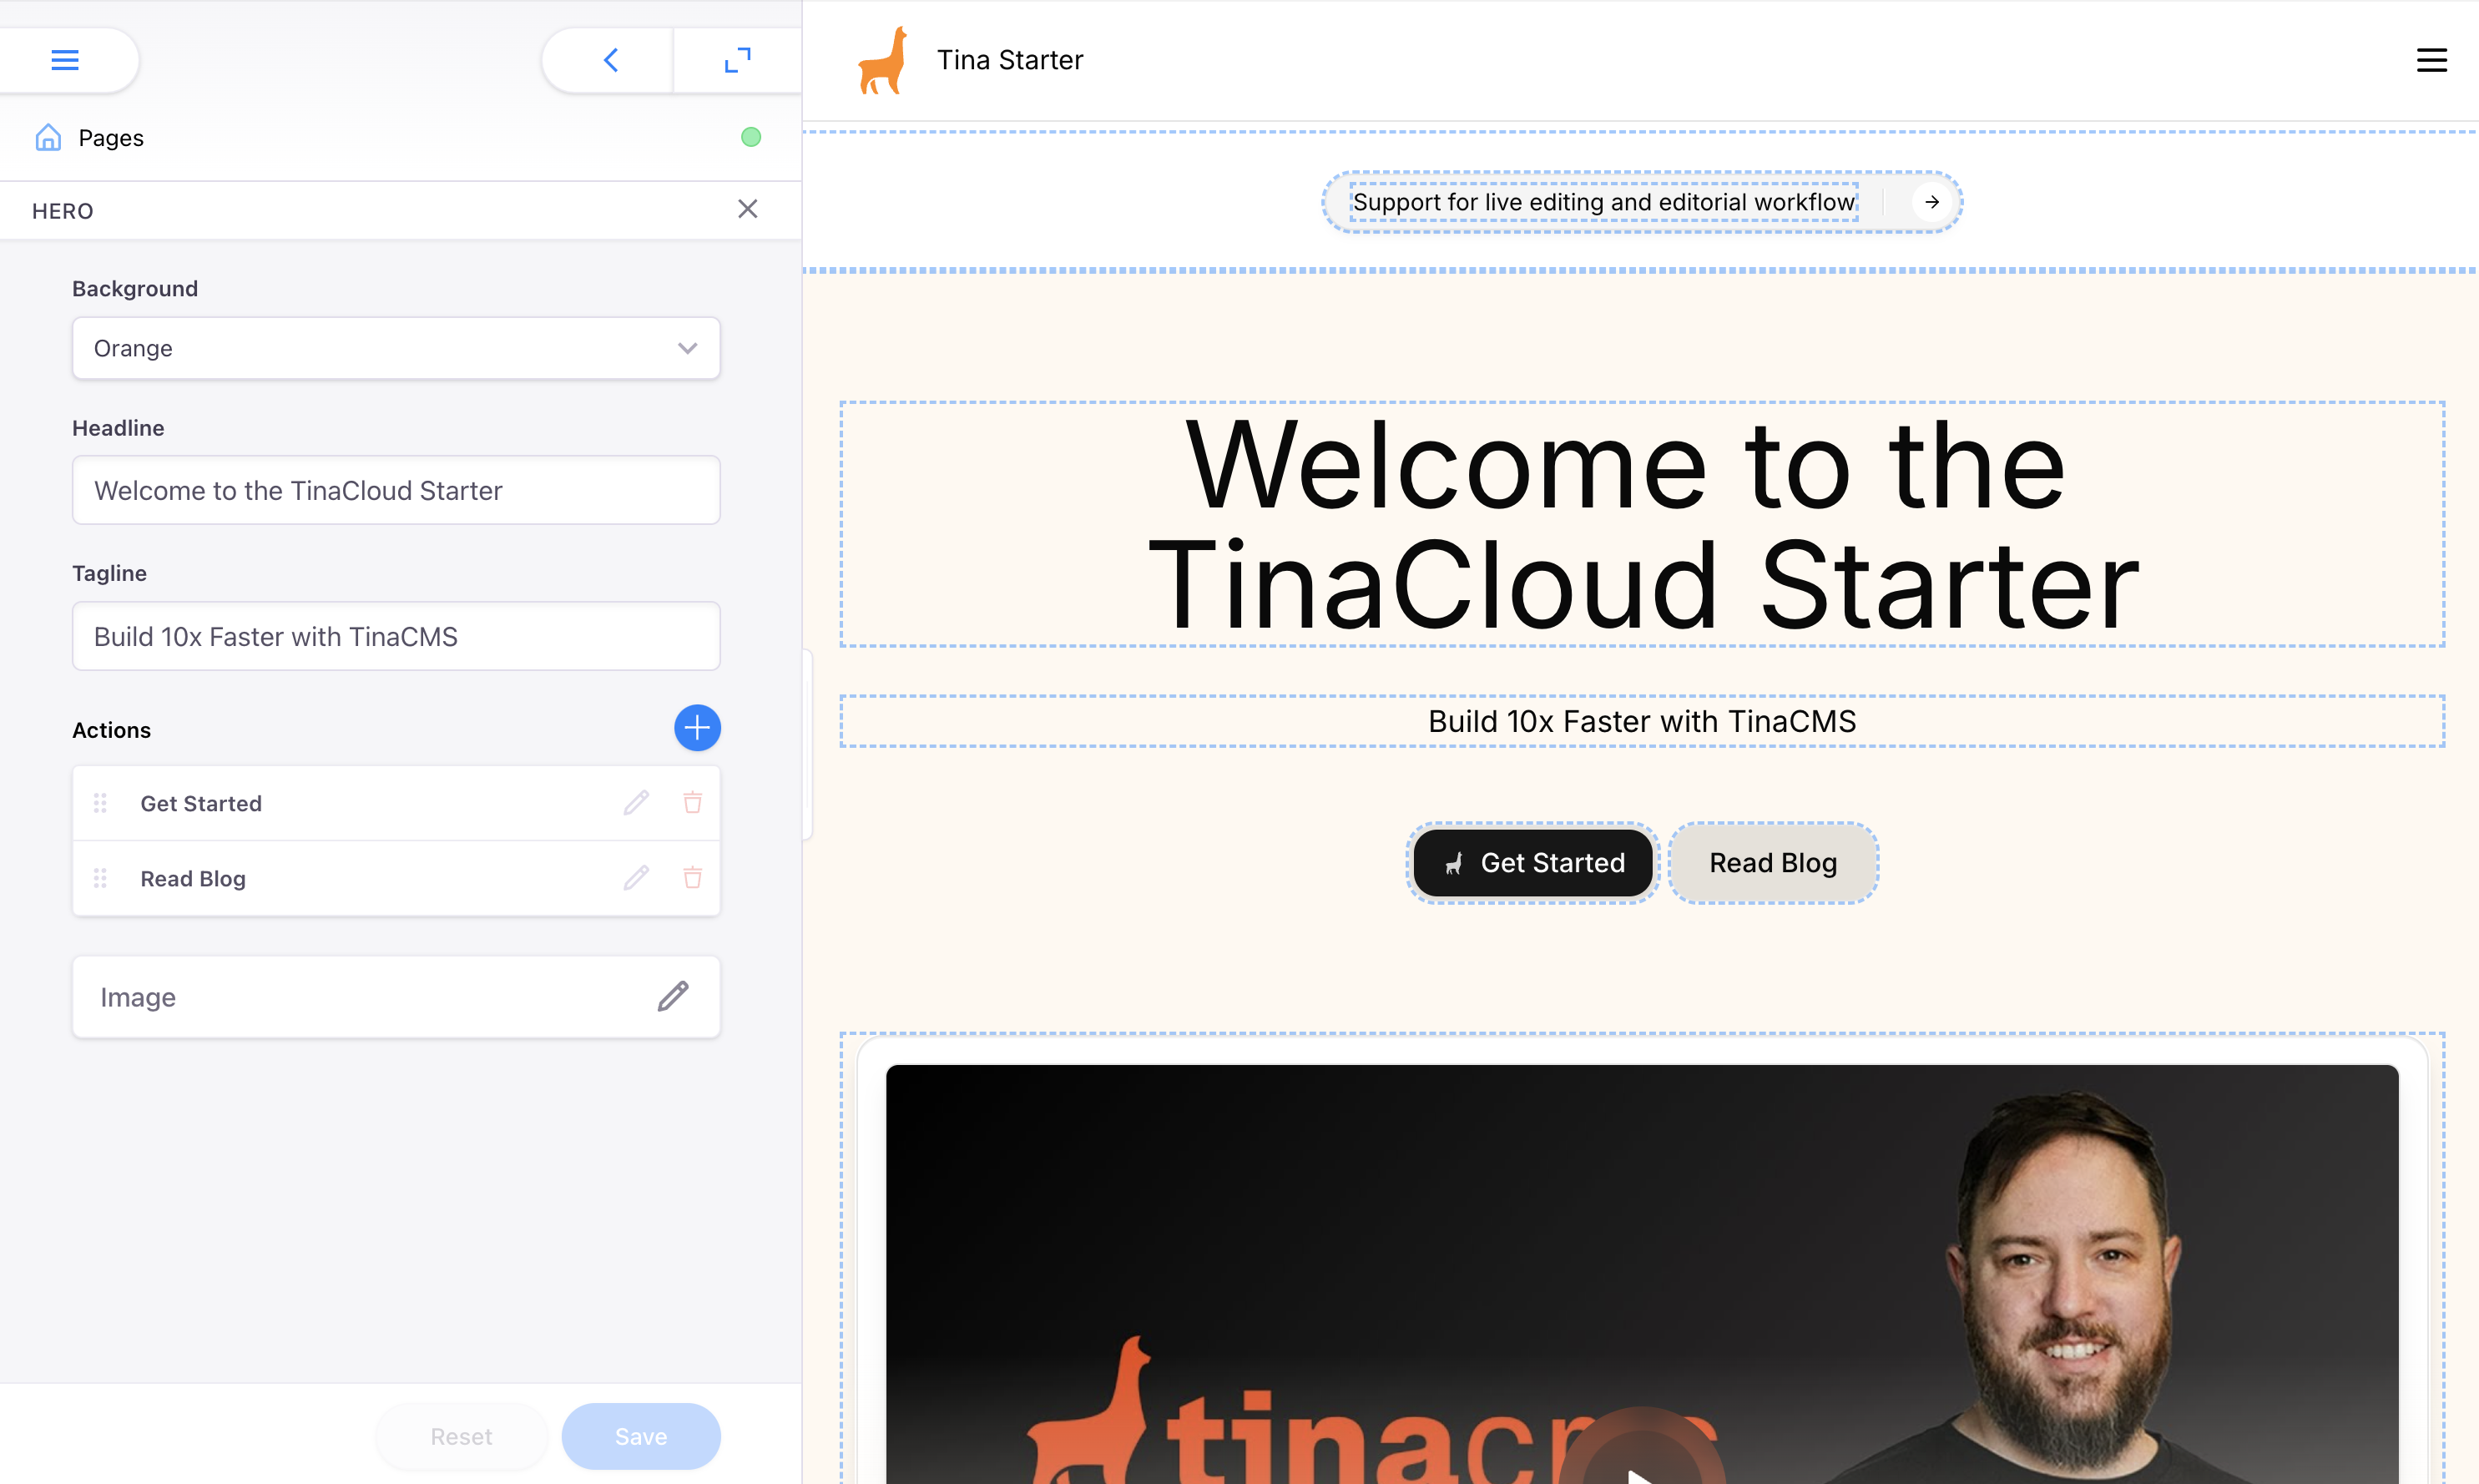 Pages
HERO
Background
Orange
Headline
Welcome to the TinaCloud Starter
Tagline
Build 10x Faster with TinaCMS
Actions
Get Started
Read Blog
Image
Reset
Save
Tina Starter
Support for live editing and editorial workflow
Welcome to the
TinaCloud Starter
Build 10x Faster with TinaCMS
Get Started
Read Blog
tinacms